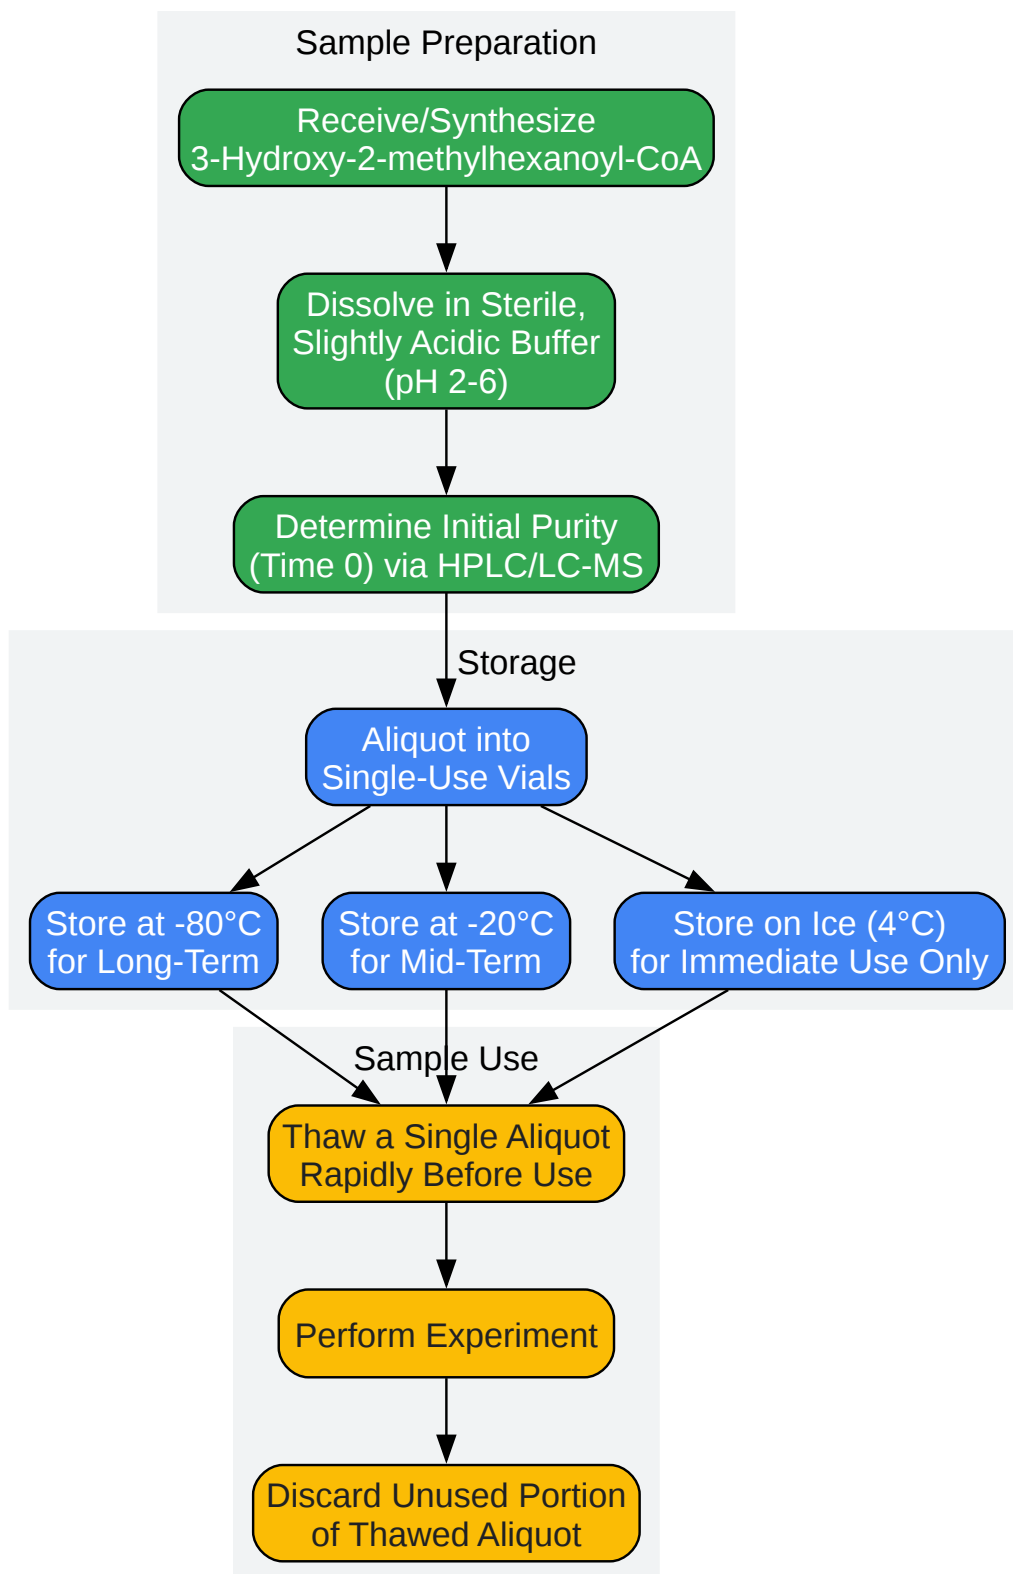 Sample Preparation
Receive/Synthesize
3-Hydroxy-2-methylhexanoyl-CoA
Dissolve in Sterile,
Slightly Acidic Buffer
(pH 2-6)
Determine Initial Purity
(Time 0) via HPLC/LC-MS
Storage
Aliquot into
Single-Use Vials
Store at -80°C
for Long-Term
Store at -20°C
for Mid-Term
Store on Ice (4°C)
for Immediate Use Only
Sample Use
Thaw a Single Aliquot
Rapidly Before Use
Perform Experiment
Discard Unused Portion
of Thawed Aliquot